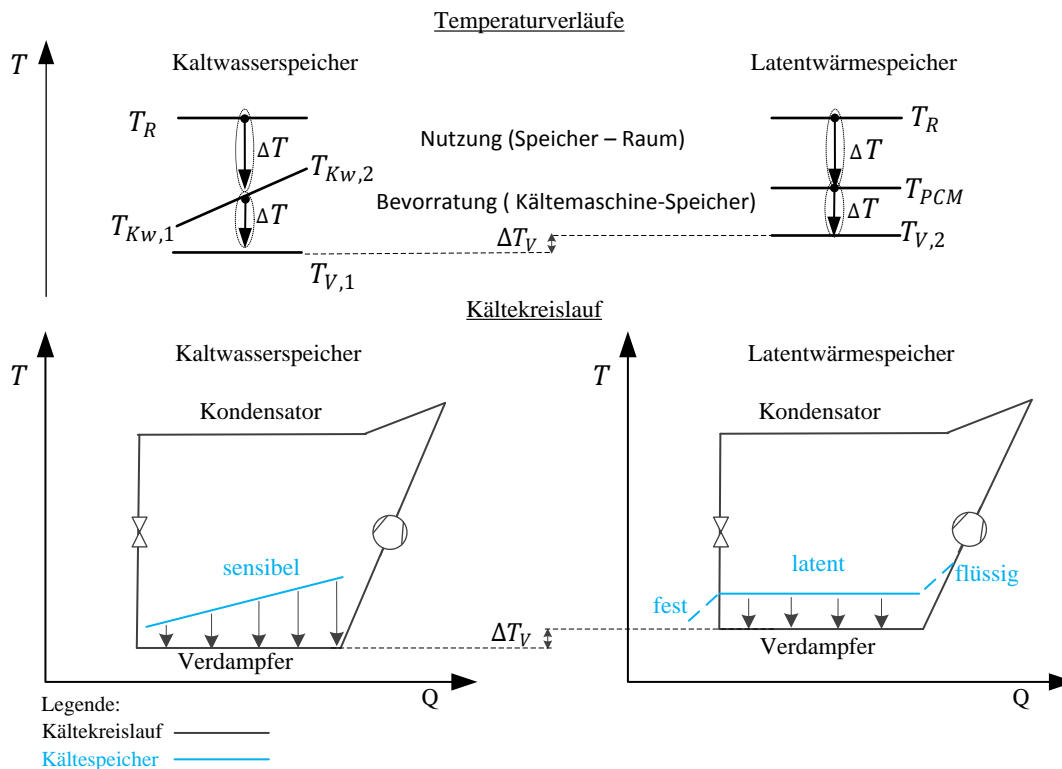 Temperaturverläufe
T
Kaltwasserspeicher
Latentwärmespeicher
T_R
ΔT
T_Kw,2
Nutzung (Speicher – Raum)
T_R
ΔT
T_Kw,1
ΔT
Bevorratung ( Kältemaschine-Speicher)
T_PCM
ΔT
T_V,1
ΔT_V
T_V,2
Kältekreislauf
T
Kaltwasserspeicher
T
Latentwärmespeicher
Kondensator
Kondensator
sensibel
latent
flüssig
fest
Verdampfer
ΔT_V
Verdampfer
Q
Q
Legende:
Kältekreislauf
Kältespeicher